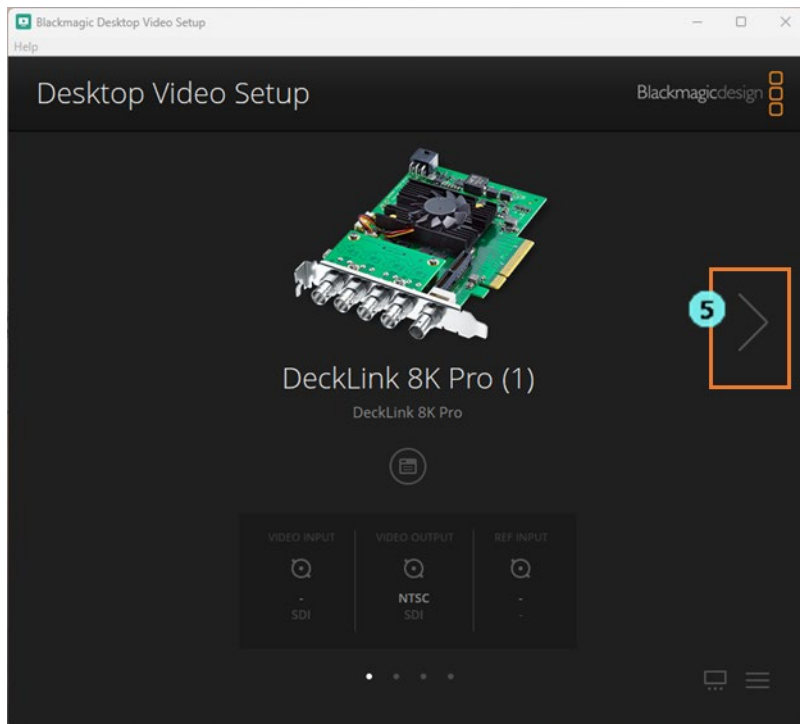 Blackmagic Desktop Video Setup
Help
Desktop Video Setup
Blackmagicdesign
5
DeckLink 8K Pro (1)
DeckLink 8K Pro
VIDEO INPUT VIDEO OUTPUT REF INPUT
- NTSC -
SDI SDI -